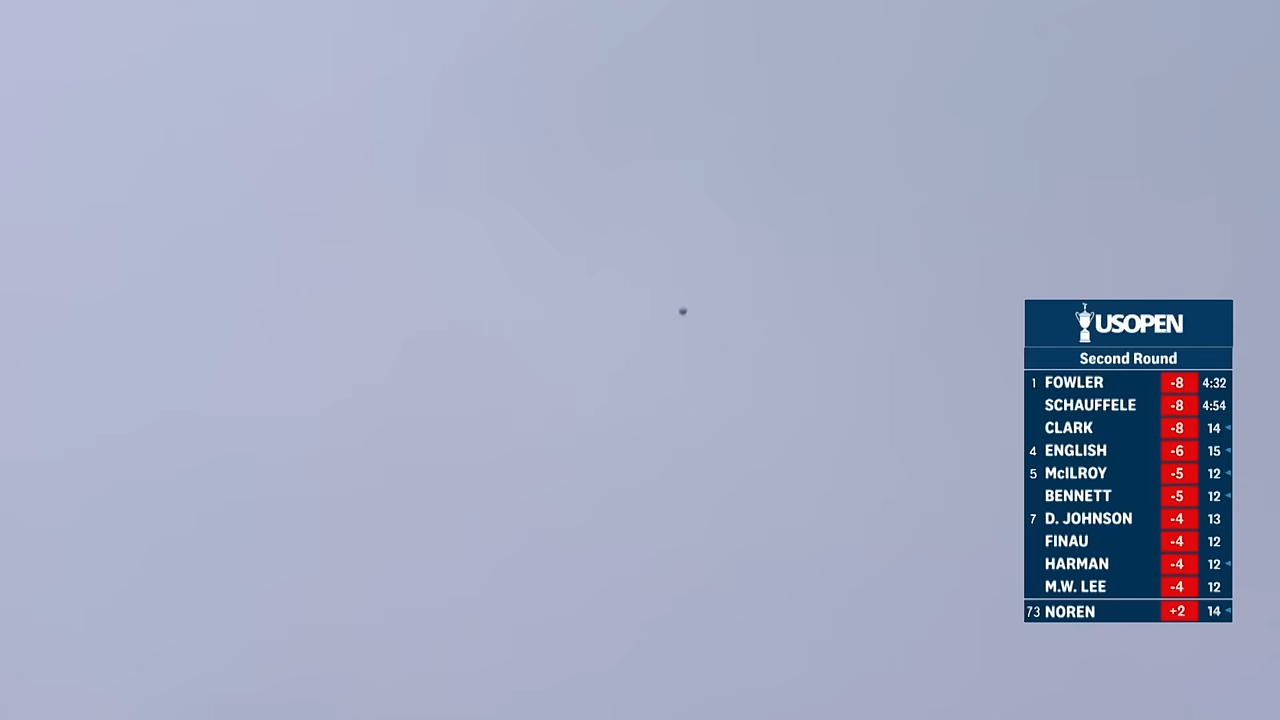 USOPEN
Second Round
1 FOWLER -8 4:32
SCHAUFFELE -8 4:54
CLARK -8 14
4 ENGLISH -6 15
5 McILROY -5 12
BENNETT -5 12
7 D. JOHNSON -4 13
FINAU -4 12
HARMAN -4 12
M.W. LEE -4 12
73 NOREN +2 14